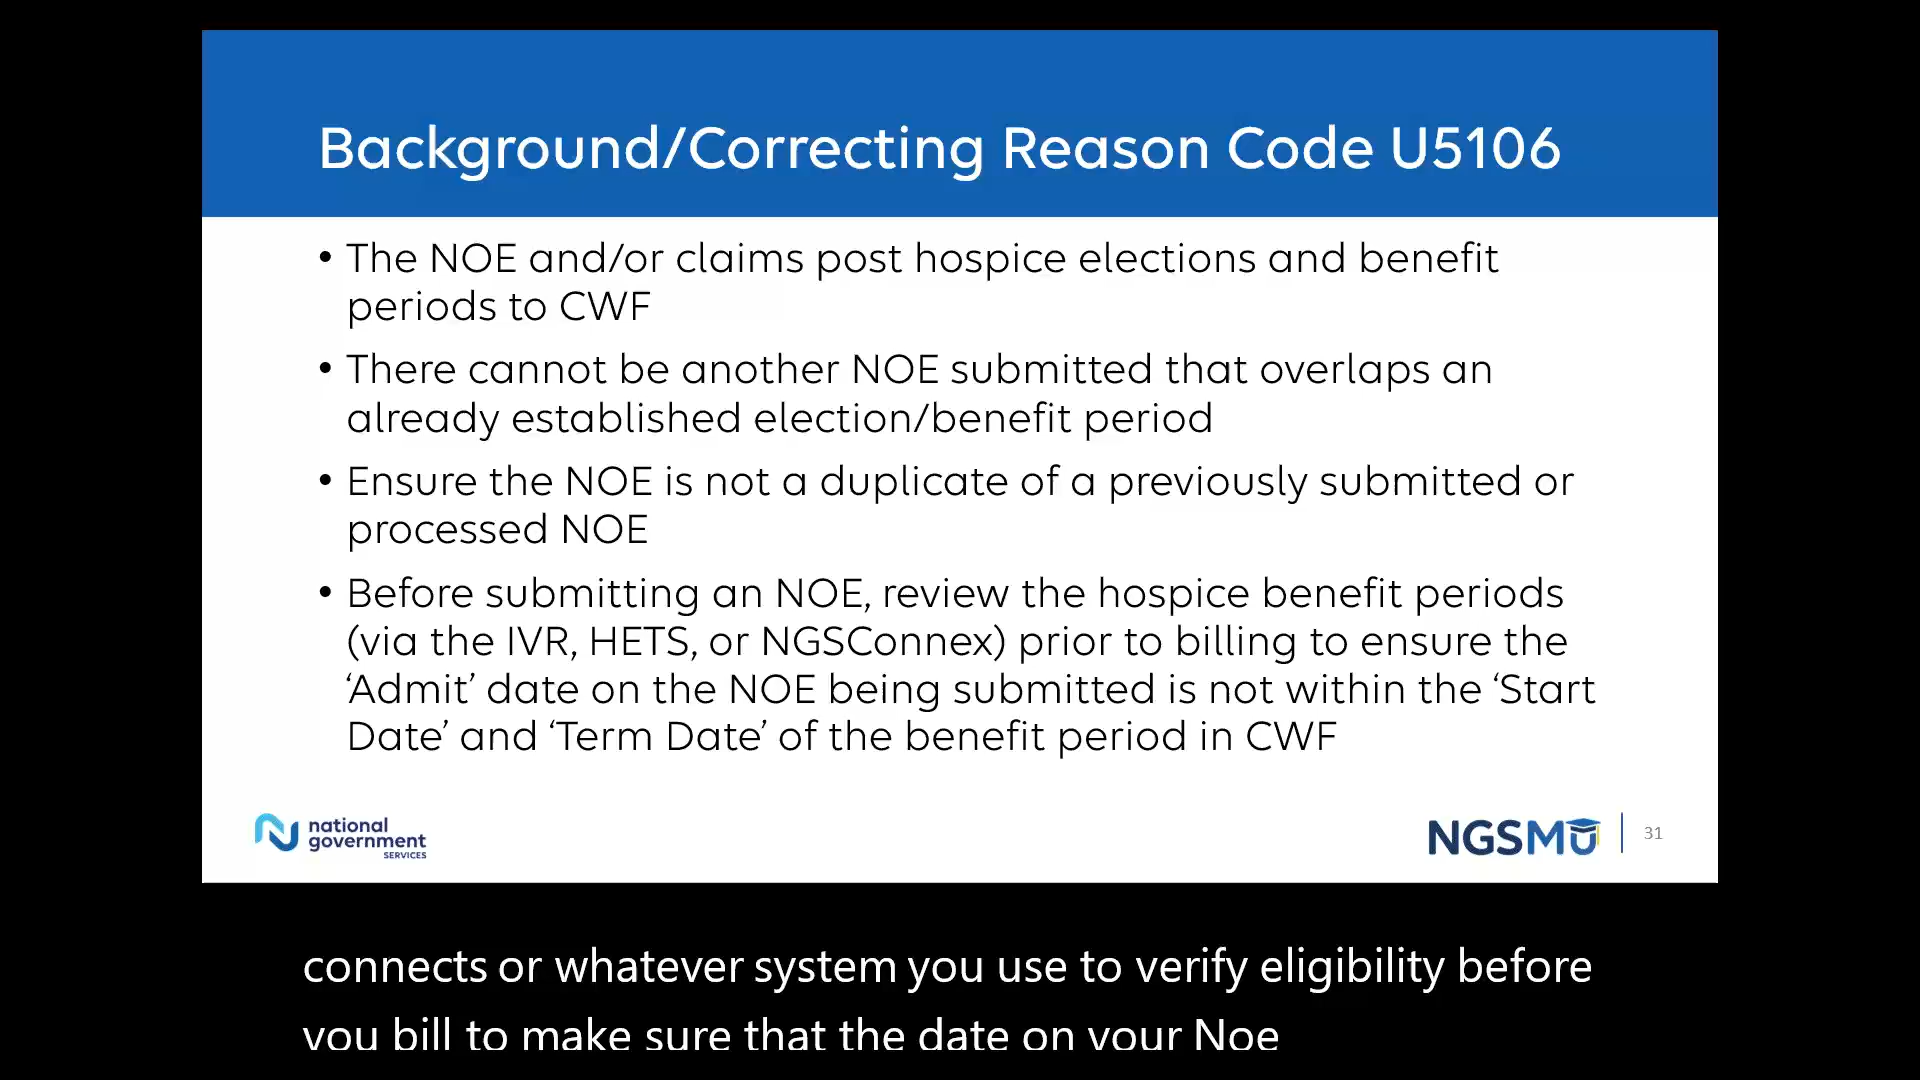 Background/Correcting Reason Code U5106
• The NOE and/or claims post hospice elections and benefit
periods to CWF
• There cannot be another NOE submitted that overlaps an
already established election/benefit period
• Ensure the NOE is not a duplicate of a previously submitted or
processed NOE
• Before submitting an NOE, review the hospice benefit periods
(via the IVR, HETS, or NGSConnex) prior to billing to ensure the
‘Admit’ date on the NOE being submitted is not within the ‘Start
Date’ and ‘Term Date’ of the benefit period in CWF
national
government
SERVICES
NGSMU
31
connects or whatever system you use to verify eligibility before
you bill to make sure that the date on your Noe